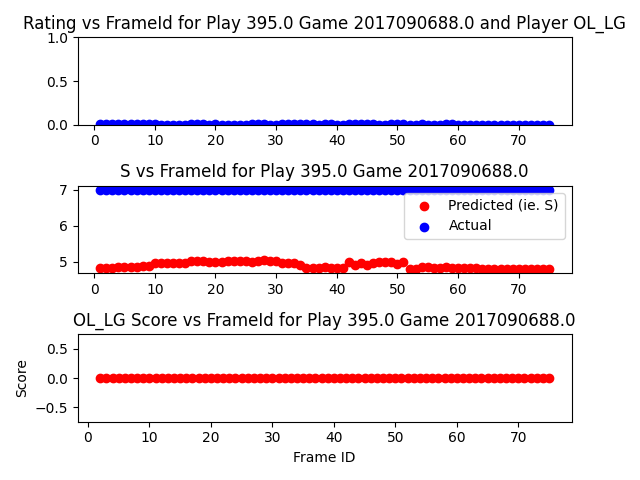 Rating vs FrameId for Play 395.0 Game 2017090688.0 and Player OL_LG
1.0
0.5
0.0
0 10 20 30 40 50 60 70
S vs FrameId for Play 395.0 Game 2017090688.0
7
6
5
Predicted (ie. S)
Actual
0 10 20 30 40 50 60 70
OL_LG Score vs FrameId for Play 395.0 Game 2017090688.0
Score
0.5
0.0
−0.5
0 10 20 30 40 50 60 70
Frame ID